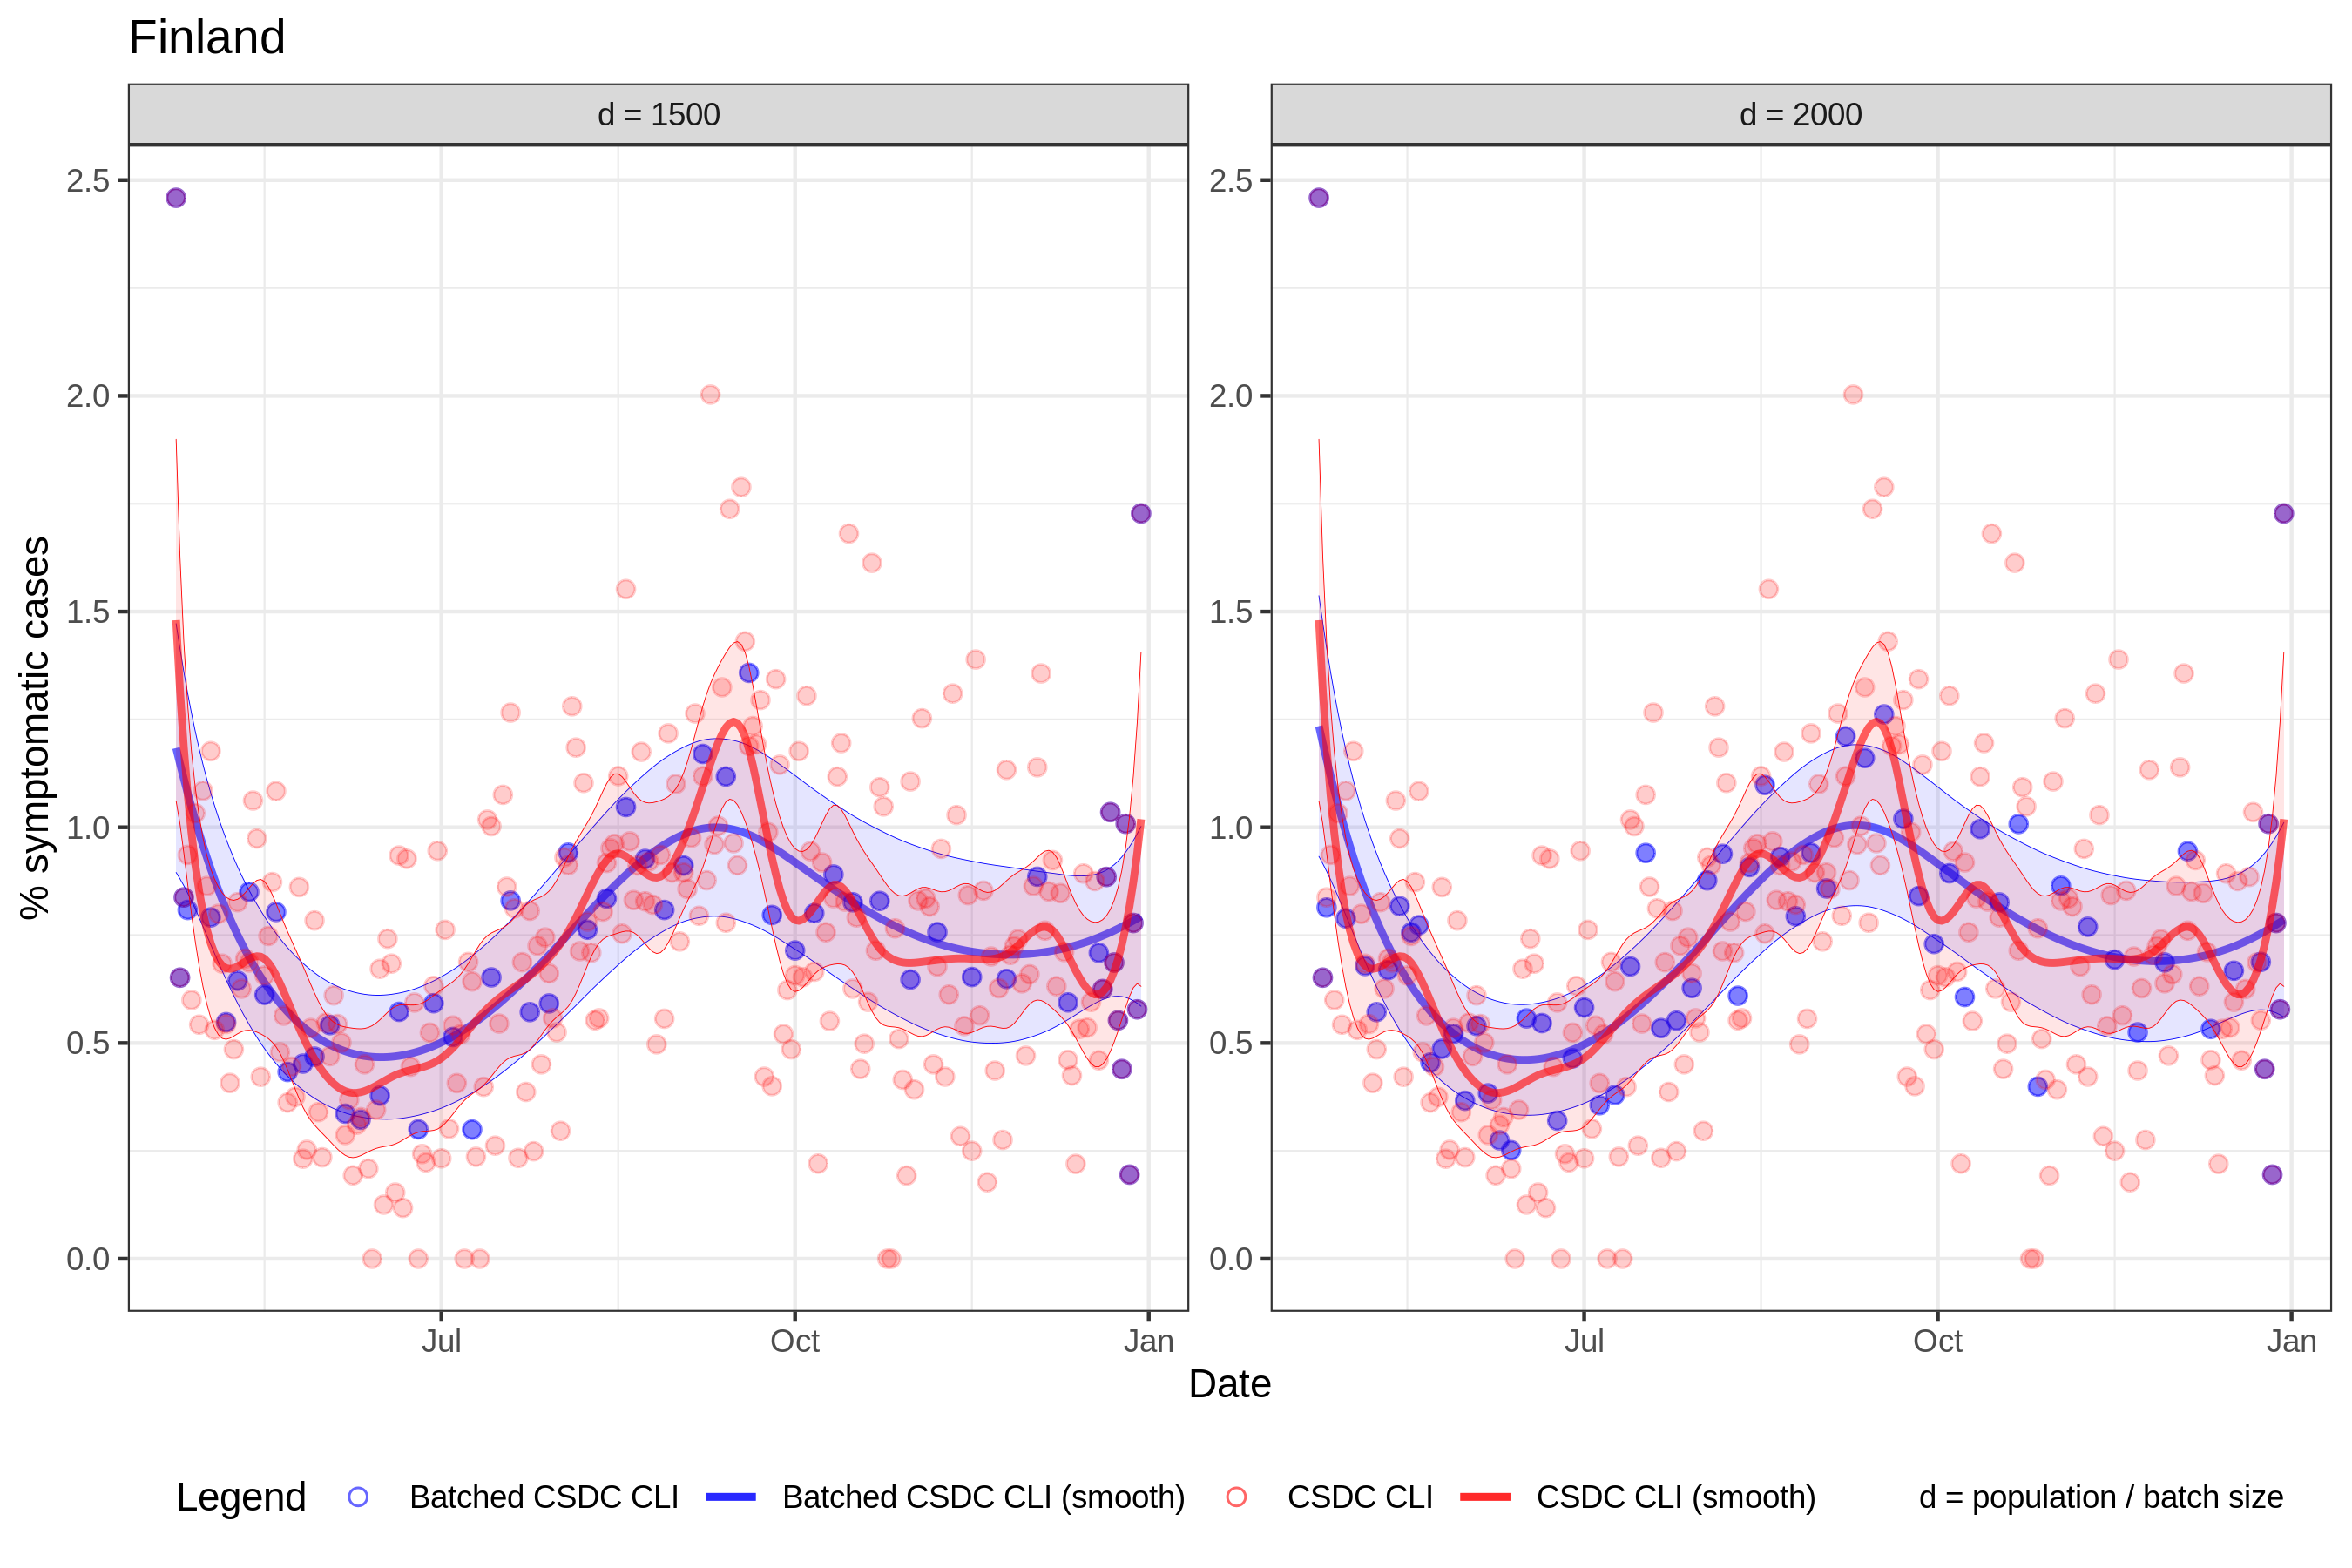 Finland
d = 1500
d = 2000
% symptomatic cases
2.5
2.0
1.5
1.0
0.5
0.0
2.5
2.0
1.5
1.0
0.5
0.0
Jul
Oct
Jan
Jul
Oct
Jan
Date
Legend
Batched CSDC CLI
Batched CSDC CLI (smooth)
CSDC CLI
CSDC CLI (smooth)
d = population / batch size